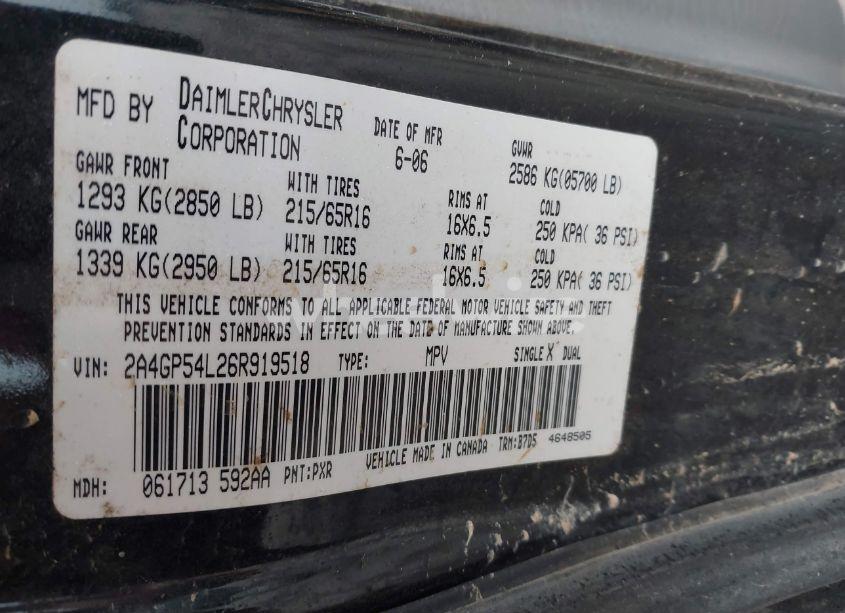 MFD BY DAIMLERCHRYSLER CORPORATION
DATE OF MFR 6-06
GVWR 2586 KG(05700 LB)
GAWR FRONT WITH TIRES RIMS AT COLD
1293 KG(2850 LB) 215/65R16 16X6.5 250 KPA( 36 PSI)
GAWR REAR WITH TIRES RIMS AT COLD
1339 KG(2950 LB) 215/65R16 16X6.5 250 KPA( 36 PSI)
THIS VEHICLE CONFORMS TO ALL APPLICABLE FEDERAL MOTOR VEHICLE SAFETY AND THEFT
PREVENTION STANDARDS IN EFFECT ON THE DATE OF MANUFACTURE SHOWN ABOVE.
VIN: 2A4GP54L26R919518 TYPE: MPV SINGLE X DUAL
MDH: 061713 592AA PNT:PXR VEHICLE MADE IN CANADA TRM:B7D5 4648505